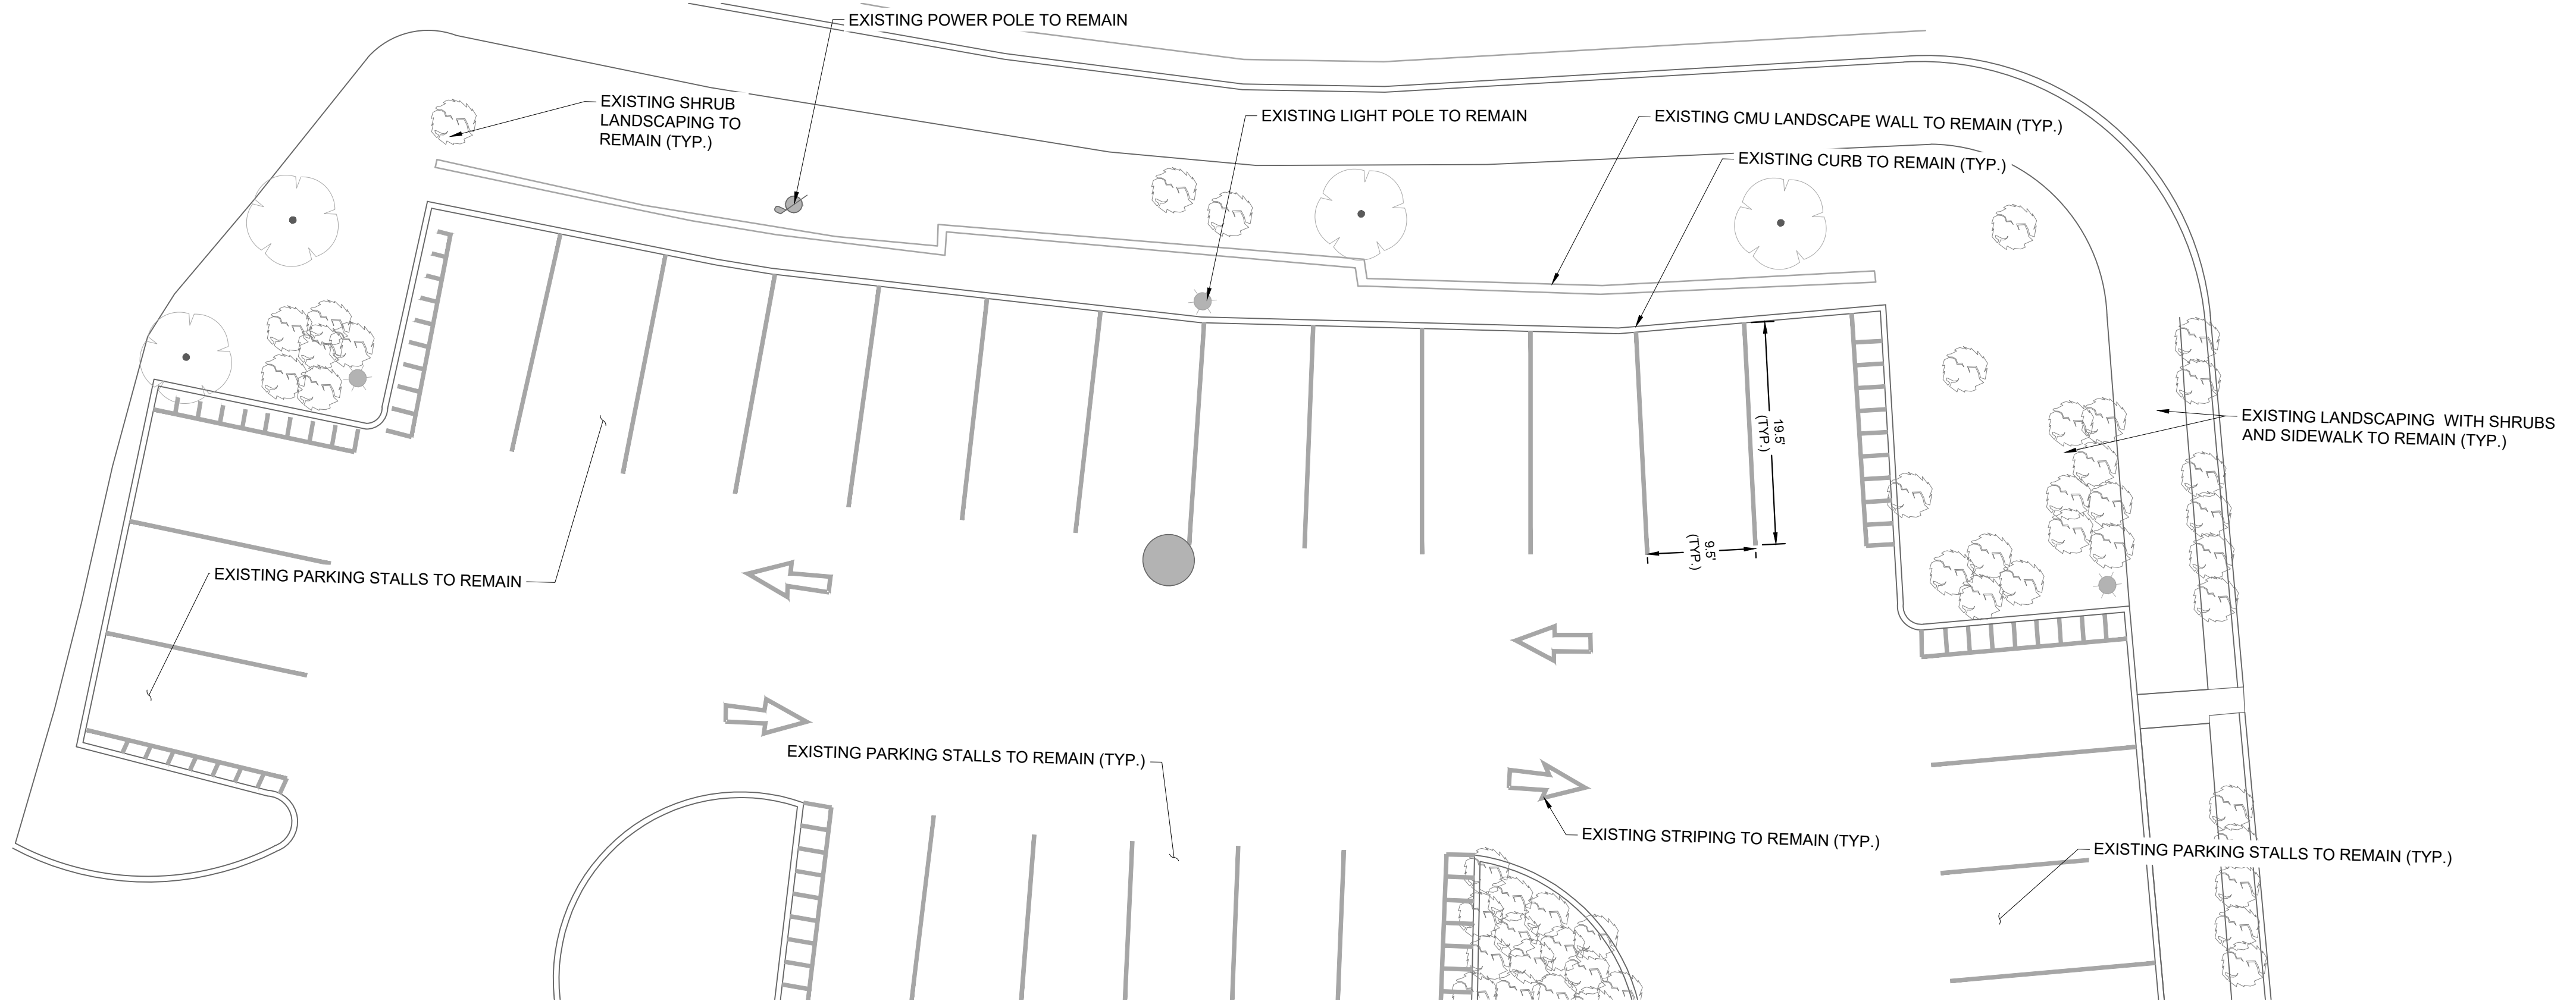 EXISTING POWER POLE TO REMAIN
EXISTING SHRUB
LANDSCAPING TO
REMAIN (TYP.)
EXISTING LIGHT POLE TO REMAIN
EXISTING CMU LANDSCAPE WALL TO REMAIN (TYP.)
EXISTING CURB TO REMAIN (TYP.)
EXISTING LANDSCAPING WITH SHRUBS
AND SIDEWALK TO REMAIN (TYP.)
19.5'
(TYP.)
9.5'
(TYP.)
EXISTING PARKING STALLS TO REMAIN
EXISTING PARKING STALLS TO REMAIN (TYP.)
EXISTING STRIPING TO REMAIN (TYP.)
EXISTING PARKING STALLS TO REMAIN (TYP.)